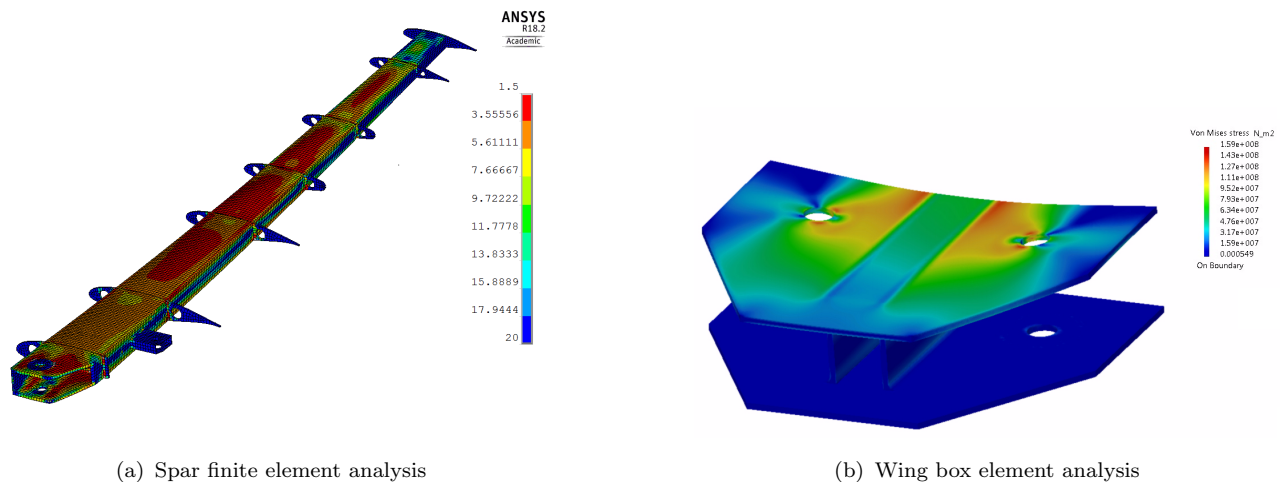 ANSYS
R18.2
Academic
1.5
3.55556
5.61111
7.66667
9.72222
11.7778
13.8333
15.8889
17.9444
20
(a) Spar finite element analysis
Von Mises stress N_m2
1.59e+008
1.43e+008
1.27e+008
1.11e+008
9.52e+007
7.93e+007
6.34e+007
4.76e+007
3.17e+007
1.59e+007
0.000549
On Boundary
(b) Wing box element analysis